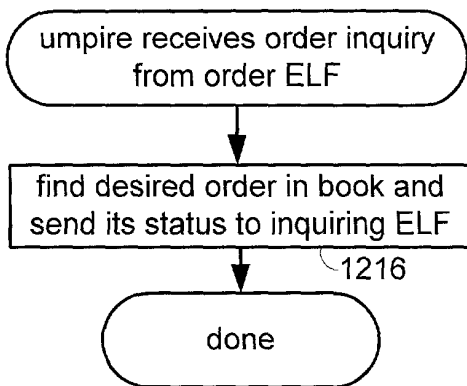 umpire receives order inquiry
from order ELF
find desired order in book and
send its status to inquiring ELF
1216
done